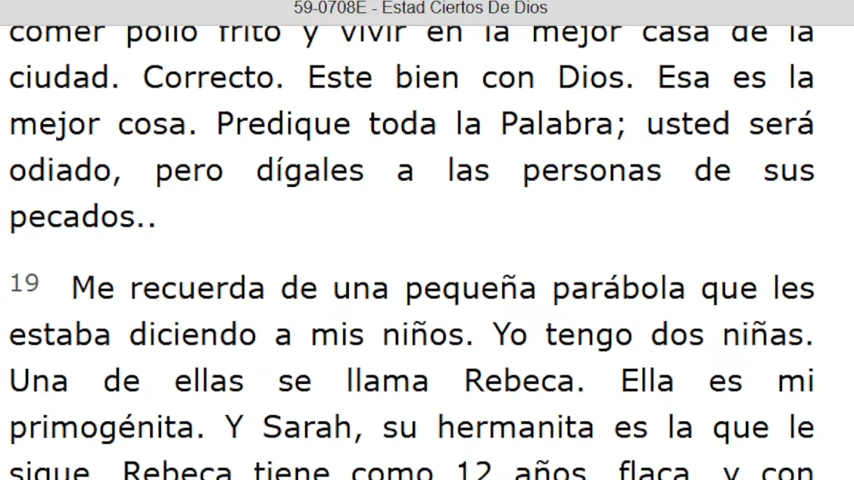 59-0708E - Estad Ciertos De Dios
comer pollo frito y vivir en la mejor casa de la
ciudad. Correcto. Este bien con Dios. Esa es la
mejor cosa. Predique toda la Palabra; usted será
odiado, pero dígales a las personas de sus
pecados..
19 Me recuerda de una pequeña parábola que les
estaba diciendo a mis niños. Yo tengo dos niñas.
Una de ellas se llama Rebeca. Ella es mi
primogénita. Y Sarah, su hermanita es la que le
sigue. Rebeca tiene como 12 años, flaca, y con